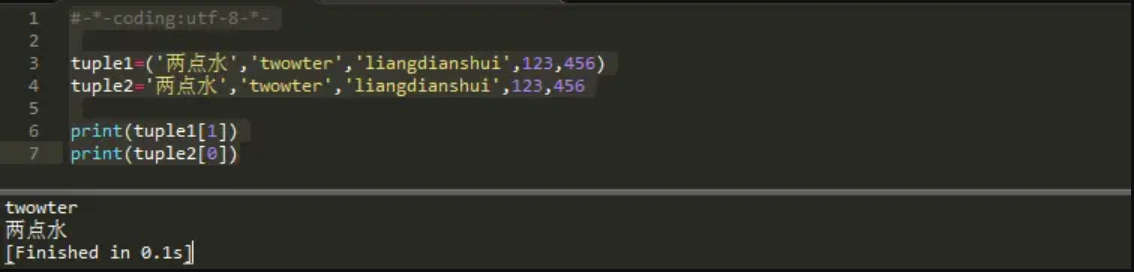 1 #-*-coding:utf-8-*-
2
3 tuple1=('两点水','twowter','liangdianshui',123,456)
4 tuple2='两点水','twowter','liangdianshui',123,456
5
6 print(tuple1[1])
7 print(tuple2[0])
twowter
两点水
[Finished in 0.1s]